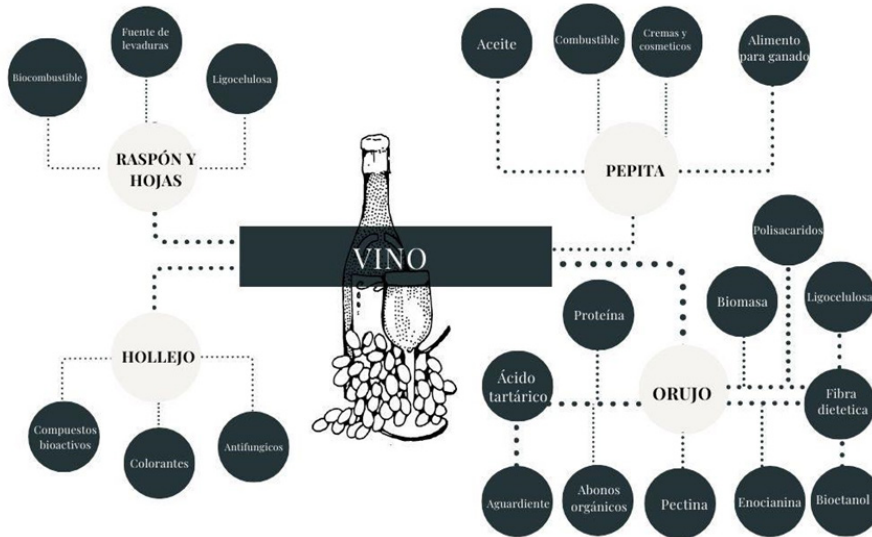 Fuente de
levaduras
Biocombustible
Ligocelulosa
RASPÓN Y
HOJAS
Aceite
Combustible
Cremas y
cosmeticos
Alimento
para ganado
PEPITA
VINO
HOLLEJO
Compuestos
bioactivos
Colorantes
Antifungicos
Polisacaridos
Biomasa
Ligocelulosa
Proteína
Ácido
tartárico
ORUJO
Fibra
dietetica
Aguardiente
Abonos
orgánicos
Pectina
Enocianina
Bioetanol